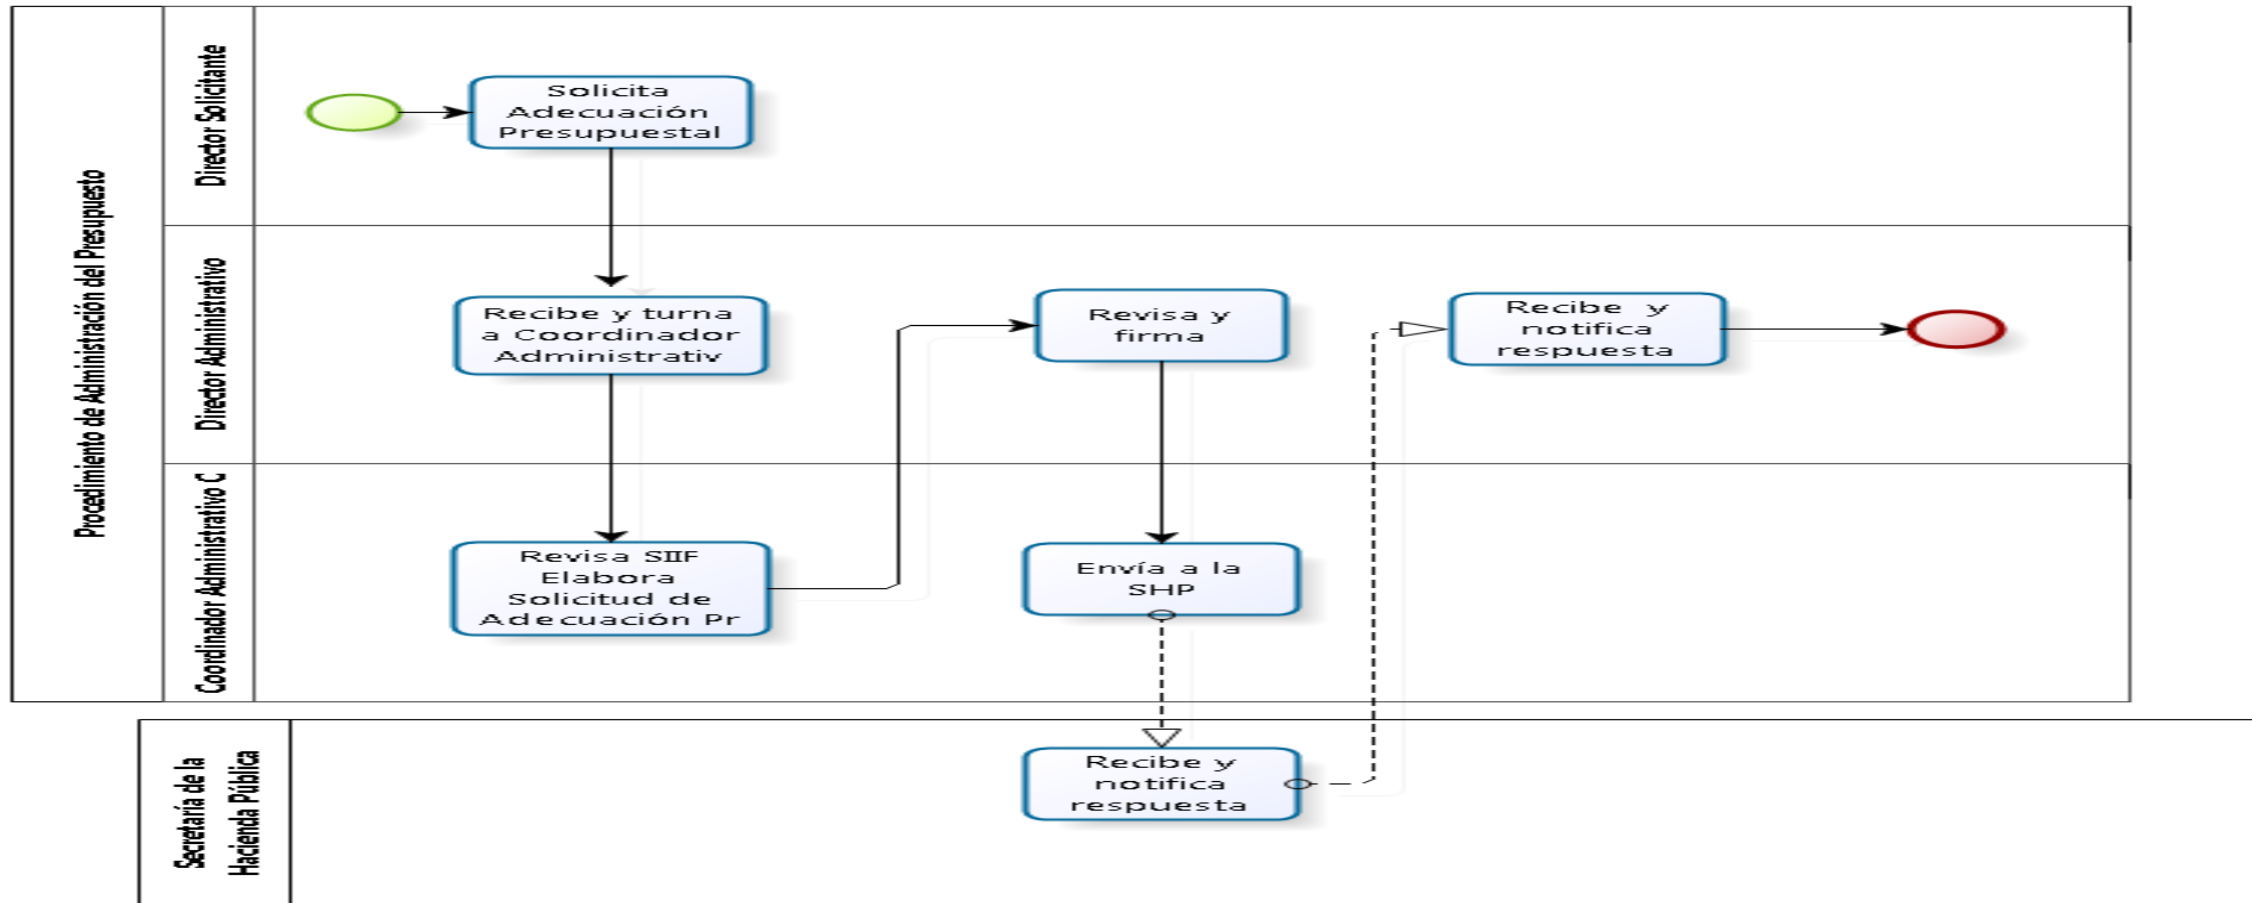 Procedimiento de Administración del Presupuesto
Director Solicitante
Solicita
Adecuación
Presupuestal
Director Administrativo
Recibe y turna
a Coordinador
Administrativ
Revisa y
firma
Recibe y
notifica
respuesta
Coordinador Administrativo C
Revisa SIIF
Elabora
Solicitud de
Adecuación Pr
Envía a la
SHP
Secretaría de la
Hacienda Pública
Recibe y
notifica
respuesta